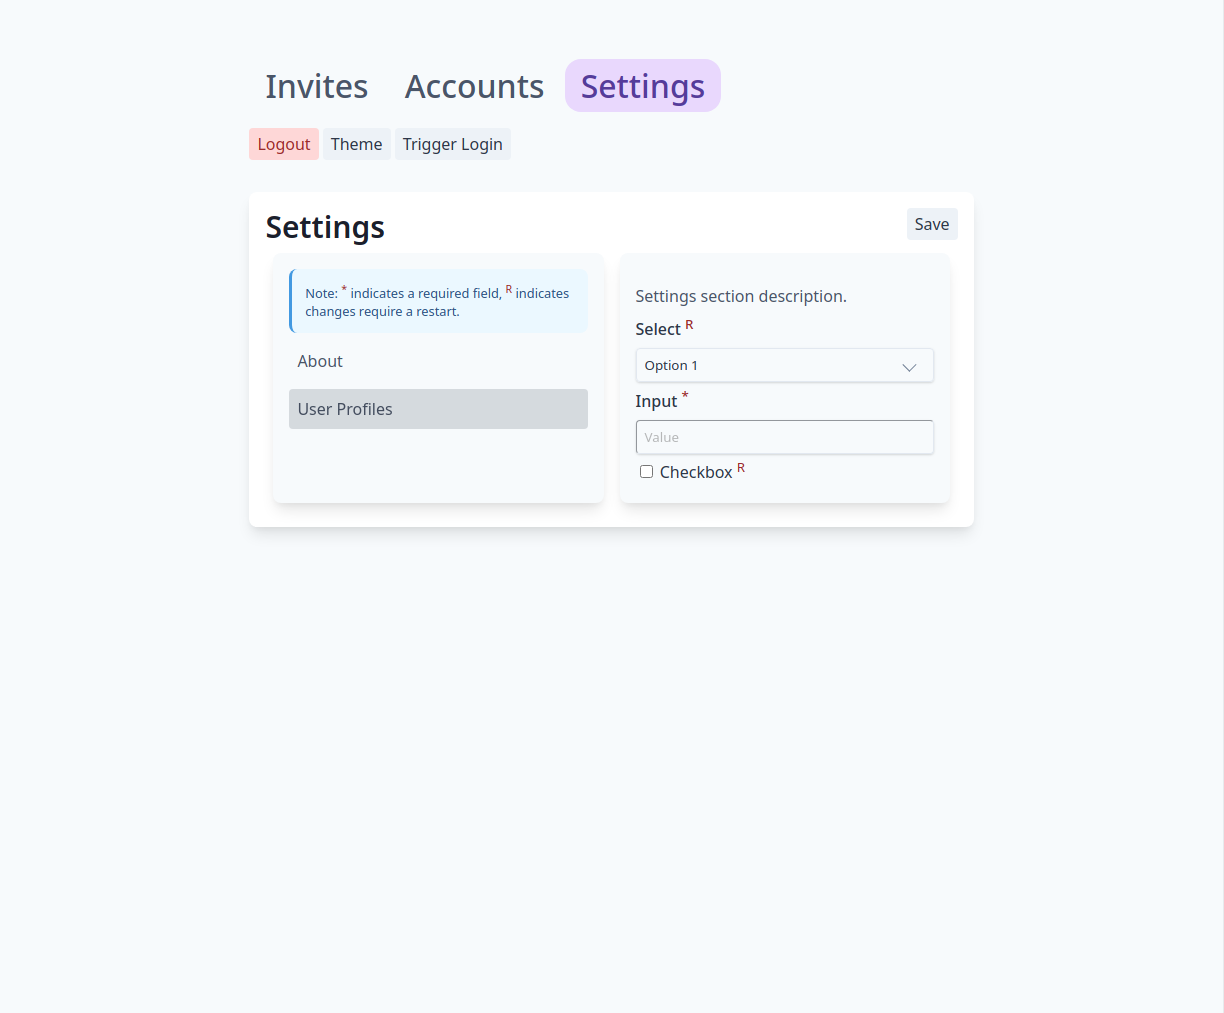 Invites Accounts Settings
Logout Theme Trigger Login
Settings
Save
Note: * indicates a required field, R indicates
changes require a restart.
About
User Profiles
Settings section description.
Select R
Option 1
Input *
Value
Checkbox R